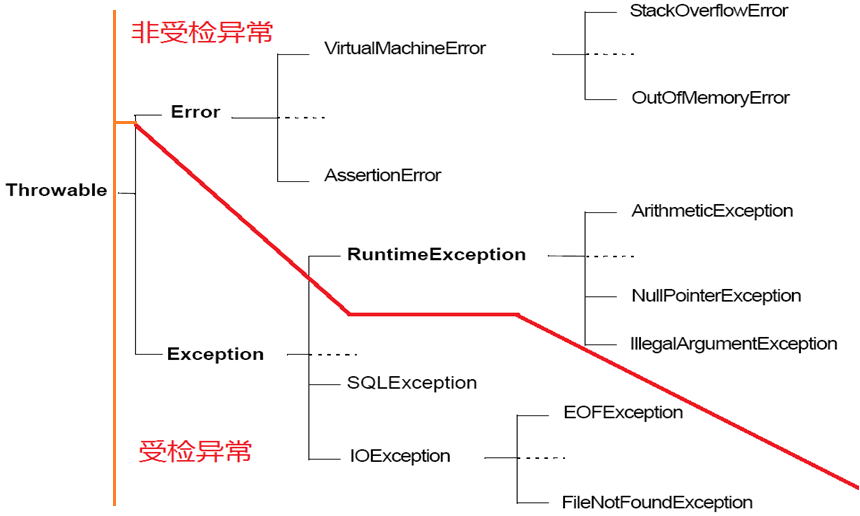 非受检异常
StackOverflowError
VirtualMachineError
OutOfMemoryError
Error
AssertionError
Throwable
ArithmeticException
RuntimeException
NullPointerException
IllegalArgumentException
Exception
SQLException
EOFException
受检异常
IOException
FileNotFoundException